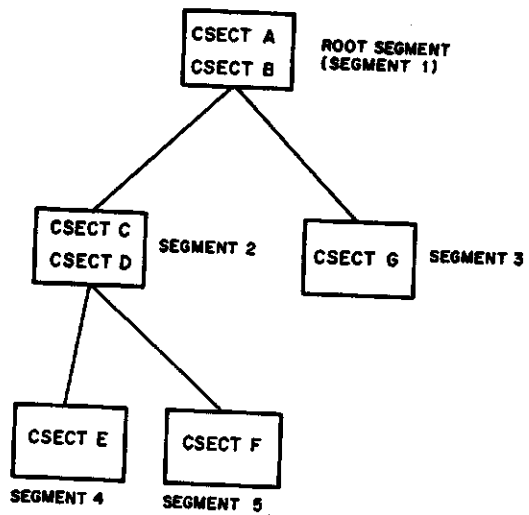 CSECT A
CSECT B
ROOT SEGMENT
(SEGMENT 1)
CSECT C
CSECT D
SEGMENT 2
CSECT G
SEGMENT 3
CSECT E
SEGMENT 4
CSECT F
SEGMENT 5